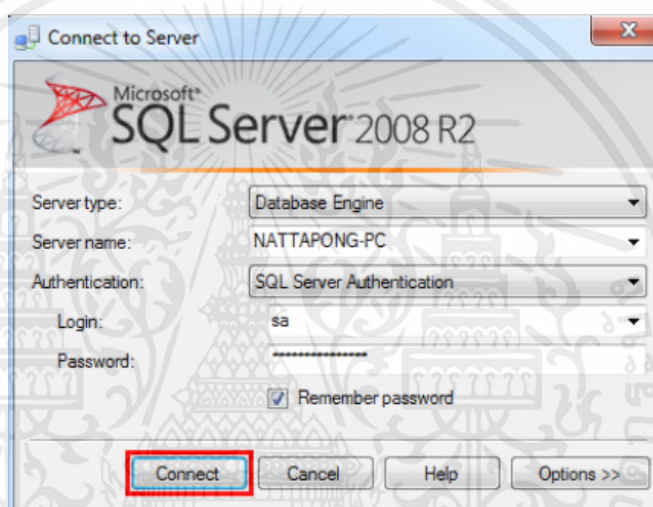 Connect to Server
Microsoft®
SQL Server 2008 R2
Server type: Database Engine
Server name: NATTAPONG-PC
Authentication: SQL Server Authentication
Login: sa
Password: ****************
Remember password
Connect Cancel Help Options >>